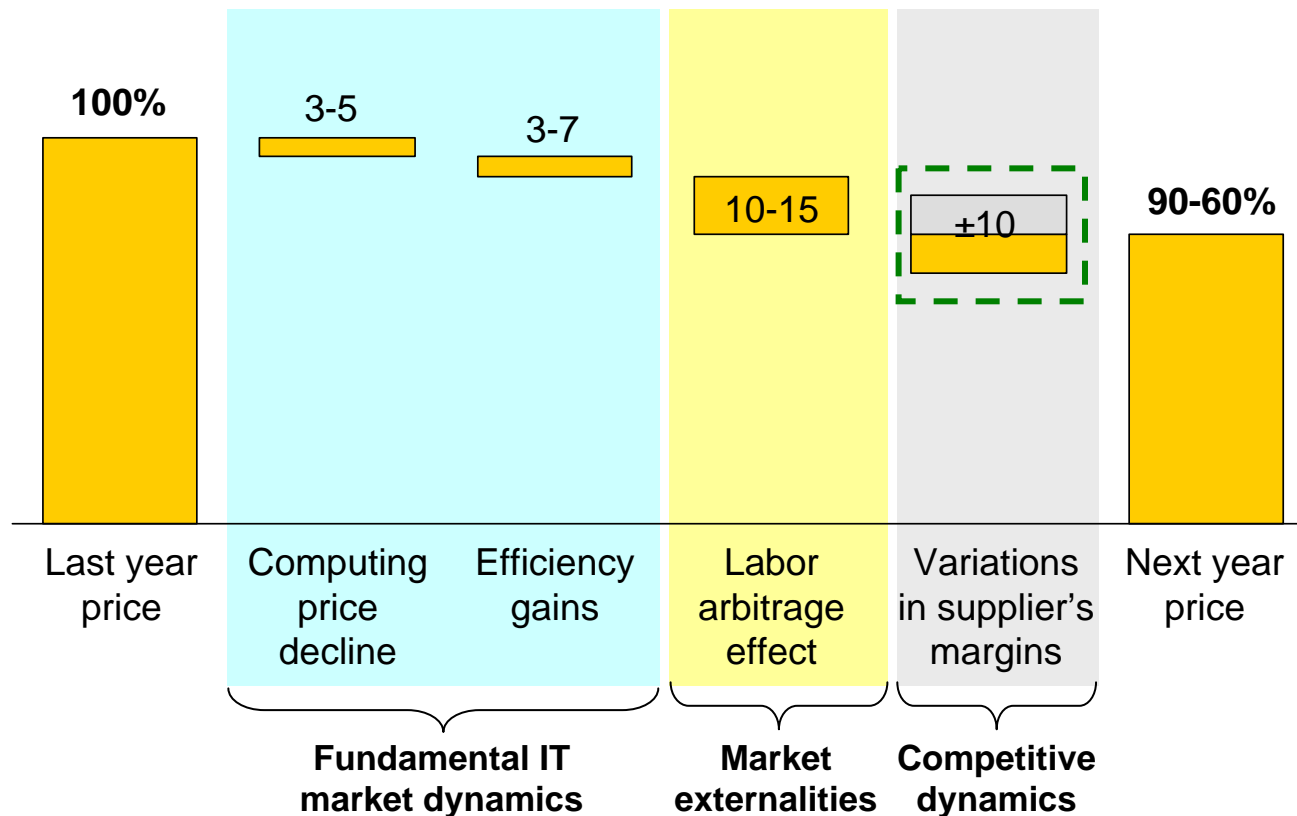 100%
3-5
3-7
10-15
±10
90-60%
Last year
price
Computing
price
decline
Efficiency
gains
Labor
arbitrage
effect
Variations
in supplier’s
margins
Next year
price
Fundamental IT
market dynamics
Market
externalities
Competitive
dynamics